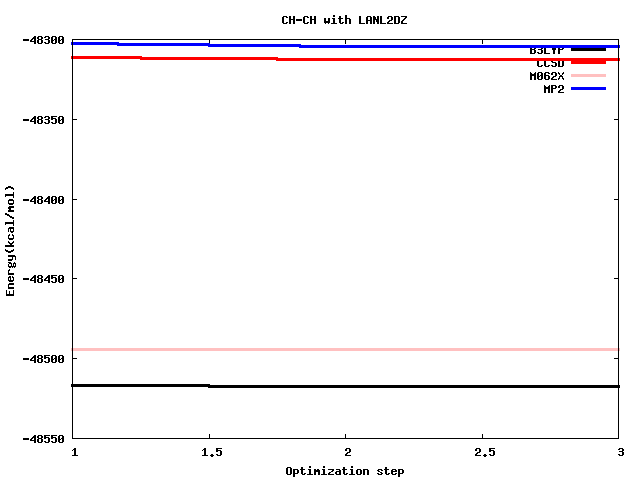 CH-CH with LANL2DZ
-48300
-48350
-48400
-48450
-48500
-48550
Energy(kcal/mol)
B3LYP
CCSD
M062X
MP2
1
1.5
2
2.5
3
Optimization step